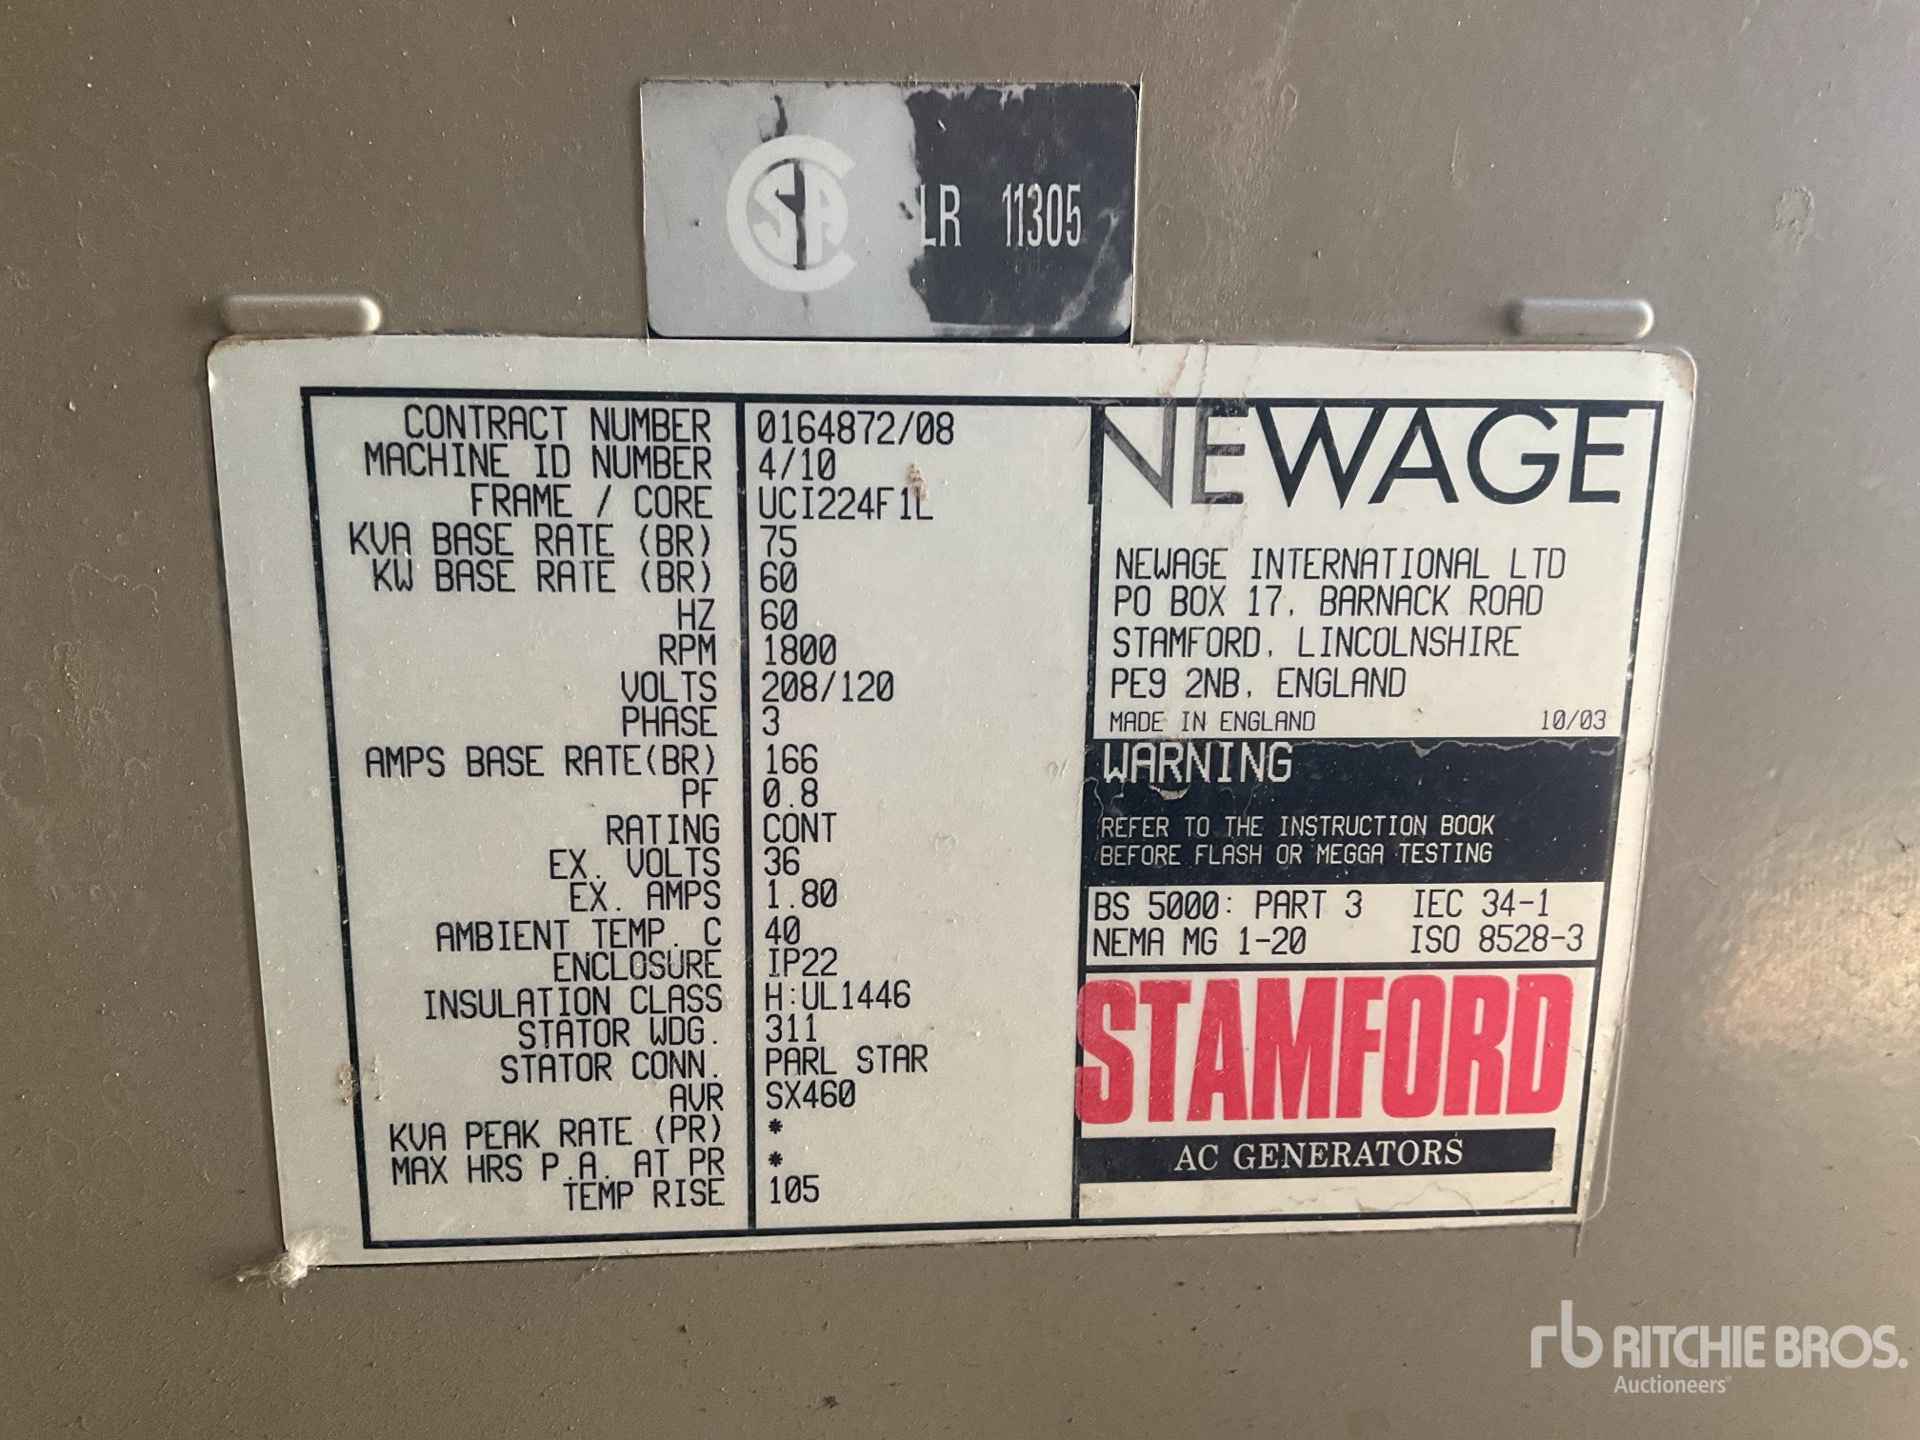 CSA LR 11305
CONTRACT NUMBER 0164872/08
MACHINE ID NUMBER 4/10
FRAME / CORE UCI224F1L
KVA BASE RATE (BR) 75
KW BASE RATE (BR) 60
HZ 60
RPM 1800
VOLTS 208/120
PHASE 3
AMPS BASE RATE(BR) 166
PF 0.8
RATING CONT
EX. VOLTS 36
EX. AMPS 1.80
AMBIENT TEMP. C 40
ENCLOSURE IP22
INSULATION CLASS H:UL1446
STATOR WDG. 311
STATOR CONN. PARL STAR
AVR SX460
KVA PEAK RATE (PR) *
MAX HRS P.A. AT PR *
TEMP RISE 105
NEWAGE
NEWAGE INTERNATIONAL LTD
PO BOX 17, BARNACK ROAD
STAMFORD, LINCOLNSHIRE
PE9 2NB, ENGLAND
MADE IN ENGLAND 10/03
WARNING
REFER TO THE INSTRUCTION BOOK
BEFORE FLASH OR MEGGA TESTING
BS 5000: PART 3 IEC 34-1
NEMA MG 1-20 ISO 8528-3
STAMFORD
AC GENERATORS
rb RITCHIE BROS.
Auctioneers